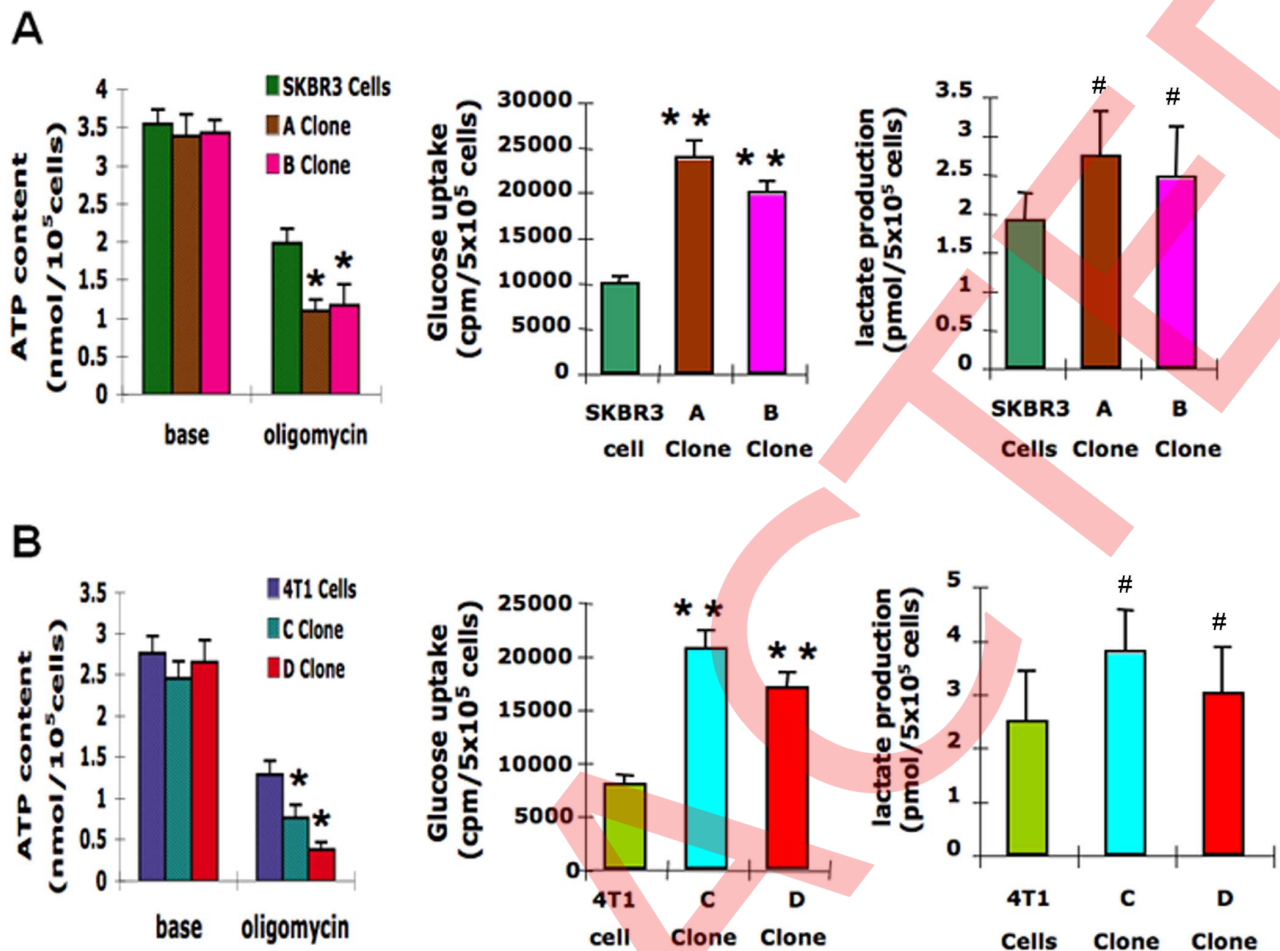 A
ATP content
(nmol/10⁵cells)
4
3.5
3
2.5
2
1.5
1
0.5
0
SKBR3 Cells
A Clone
B Clone
* *
base oligomycin
Glucose uptake
(cpm/5x10⁵ cells)
30000
25000
20000
15000
10000
5000
0
* *
* *
SKBR3 A B
cell Clone Clone
lactate production
(pmol/5x10⁵ cells)
3.5
3
2.5
2
1.5
1
0.5
0
# #
SKBR3 A B
Cells Clone Clone
B
ATP content
(nmol/10⁵cells)
3.5
3
2.5
2
1.5
1
0.5
0
4T1 Cells
C Clone
D Clone
* *
base oligomycin
Glucose uptake
(cpm/5x10⁵ cells)
25000
20000
15000
10000
5000
0
* *
* *
4T1 C D
cell Clone Clone
lactate production
(pmol/5x10⁵ cells)
5
4
3
2
1
0
# #
4T1 C D
Cells Clone Clone
ACTE